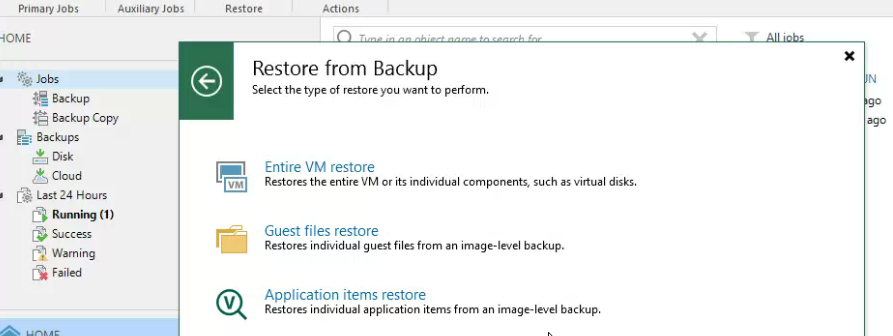 Primary Jobs Auxiliary Jobs Restore Actions
HOME
Type in an object name to search for
All jobs
Jobs
Backup
Backup Copy
Backups
Disk
Cloud
Last 24 Hours
Running (1)
Success
Warning
Failed
HOME
Restore from Backup
Select the type of restore you want to perform.
Entire VM restore
Restores the entire VM or its individual components, such as virtual disks.
VM
Guest files restore
Restores individual guest files from an image-level backup.
Application items restore
Restores individual application items from an image-level backup.
V
UN
ago
ago